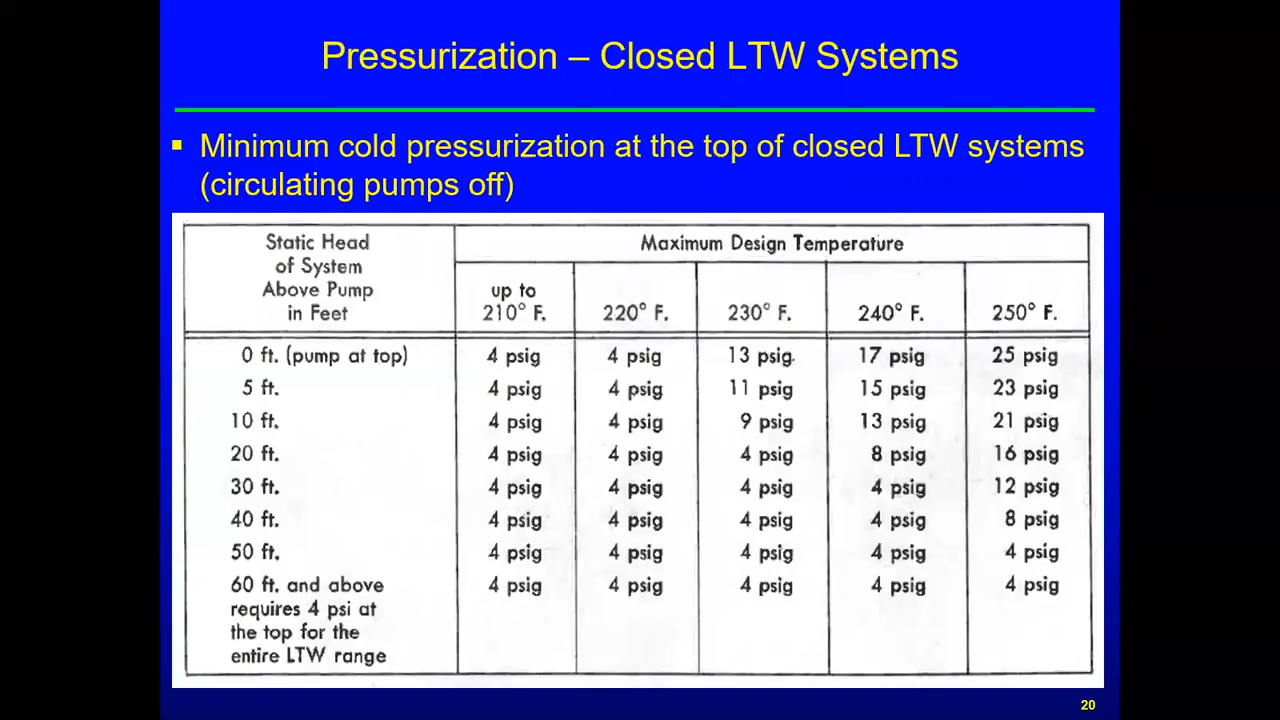 Pressurization – Closed LTW Systems
▪ Minimum cold pressurization at the top of closed LTW systems
(circulating pumps off)
Static Head
of System
Above Pump
in Feet
Maximum Design Temperature
up to
210° F. 220° F. 230° F. 240° F. 250° F.
0 ft. (pump at top) 4 psig 4 psig 13 psig. 17 psig 25 psig
5 ft. 4 psig 4 psig 11 psig 15 psig 23 psig
10 ft. 4 psig 4 psig 9 psig 13 psig 21 psig
20 ft. 4 psig 4 psig 4 psig 8 psig 16 psig
30 ft. 4 psig 4 psig 4 psig 4 psig 12 psig
40 ft. 4 psig 4 psig 4 psig 4 psig 8 psig
50 ft. 4 psig 4 psig 4 psig 4 psig 4 psig
60 ft. and above 4 psig 4 psig 4 psig 4 psig 4 psig
requires 4 psi at
the top for the
entire LTW range
20